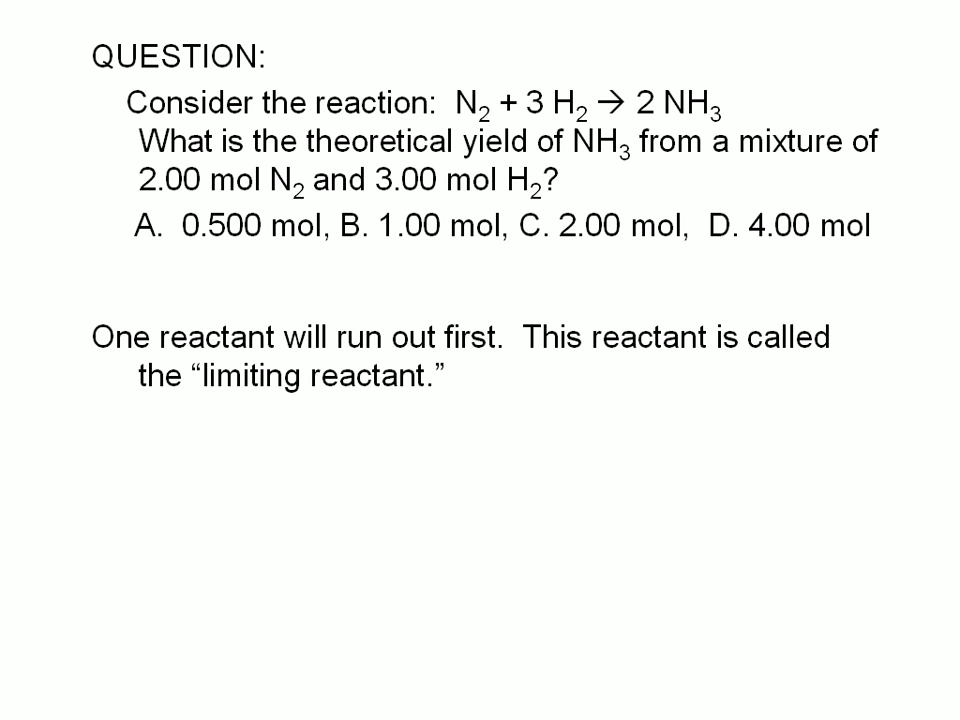 QUESTION:
Consider the reaction: N₂ + 3 H₂ → 2 NH₃
What is the theoretical yield of NH₃ from a mixture of
2.00 mol N₂ and 3.00 mol H₂?
A. 0.500 mol, B. 1.00 mol, C. 2.00 mol, D. 4.00 mol
One reactant will run out first. This reactant is called
the “limiting reactant.”